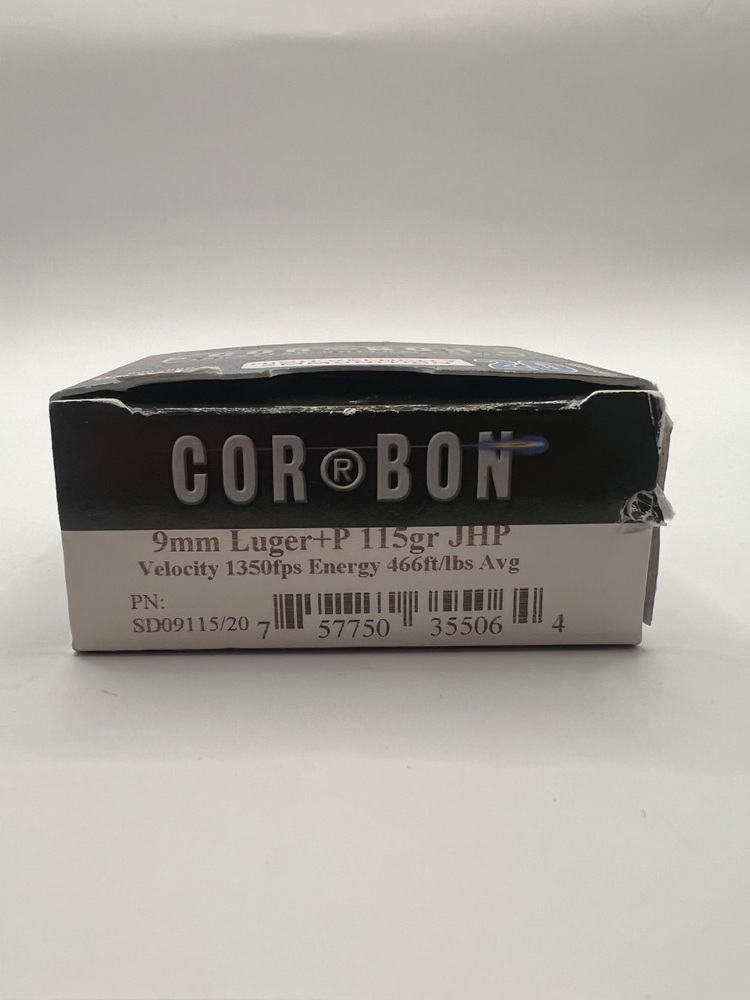 COR®BON
9mm Luger+P 115gr JHP
Velocity 1350fps Energy 466ft/lbs Avg
PN:
SD09115/20
7 57750 35506 4